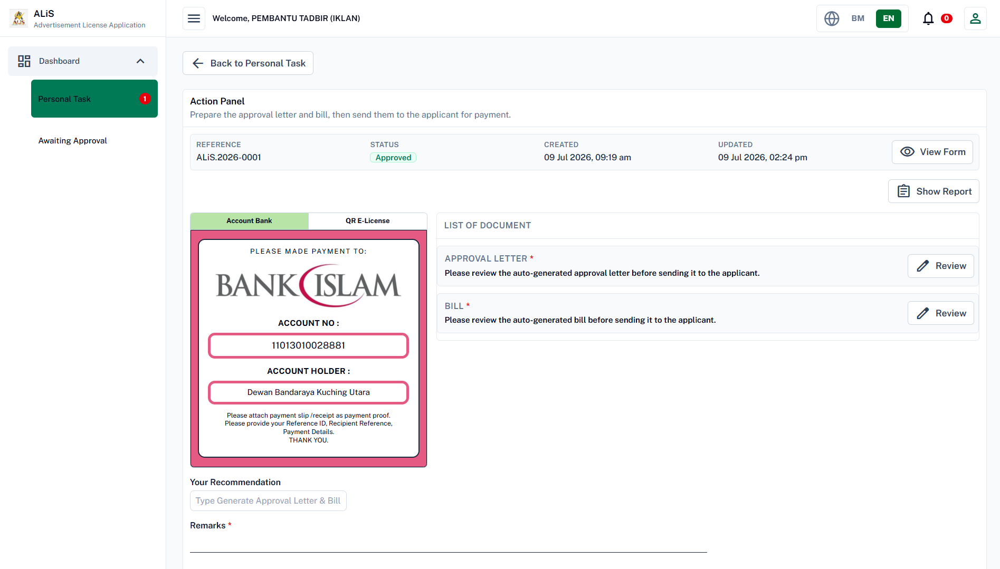 ALiS
Advertisement License Application
Welcome, PEMBANTU TADBIR (IKLAN)
BM
EN
0
Dashboard
Personal Task
1
Awaiting Approval
Back to Personal Task
Action Panel
Prepare the approval letter and bill, then send them to the applicant for payment.
REFERENCE
ALiS.2026-0001
STATUS
Approved
CREATED
09 Jul 2026, 09:19 am
UPDATED
09 Jul 2026, 02:24 pm
View Form
Show Report
Account Bank
QR E-License
PLEASE MADE PAYMENT TO:
BANK ISLAM
ACCOUNT NO :
11013010028881
ACCOUNT HOLDER :
Dewan Bandaraya Kuching Utara
Please attach payment slip /receipt as payment proof.
Please provide your Reference ID, Recipient Reference,
Payment Details.
THANK YOU.
LIST OF DOCUMENT
APPROVAL LETTER *
Please review the auto-generated approval letter before sending it to the applicant.
Review
BILL *
Please review the auto-generated bill before sending it to the applicant.
Review
Your Recommendation
Type Generate Approval Letter & Bill
Remarks *